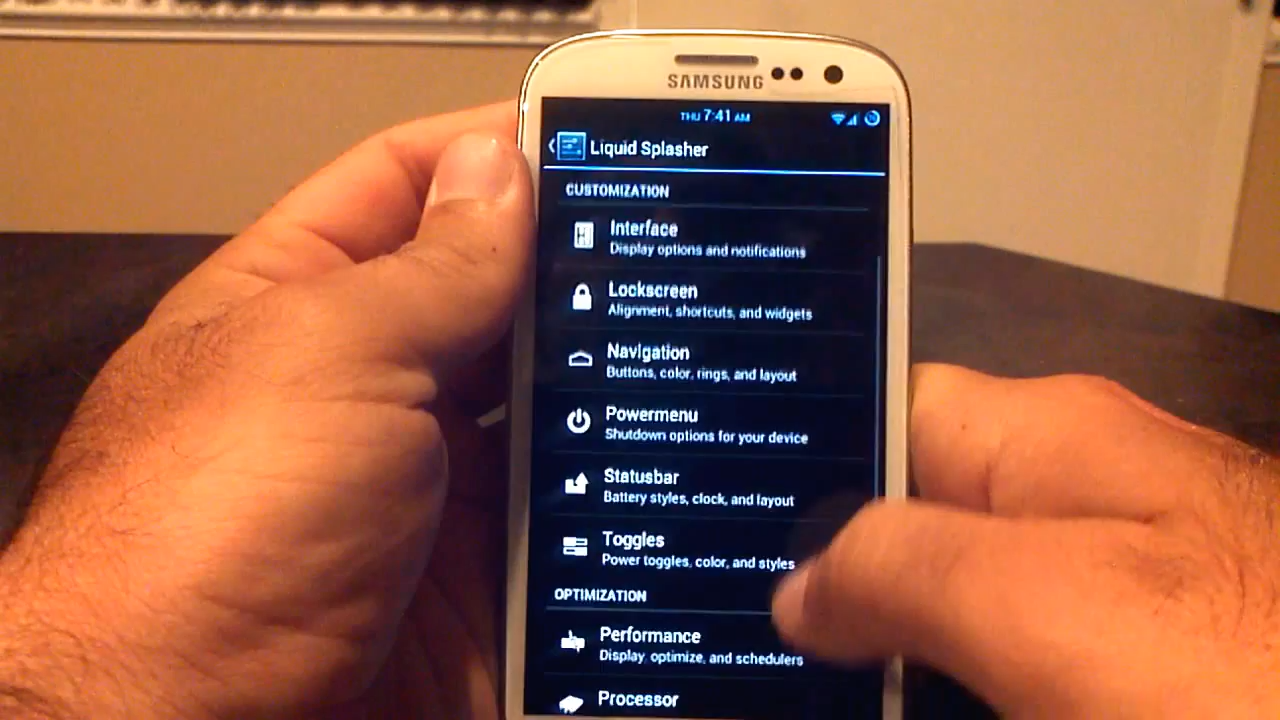 SAMSUNG
THU 7:41 AM
Liquid Splasher
CUSTOMIZATION
Interface
Display options and notifications
Lockscreen
Alignment, shortcuts, and widgets
Navigation
Buttons, color, rings, and layout
Powermenu
Shutdown options for your device
Statusbar
Battery styles, clock, and layout
Toggles
Power toggles, color, and styles
OPTIMIZATION
Performance
Display, optimize, and schedulers
Processor